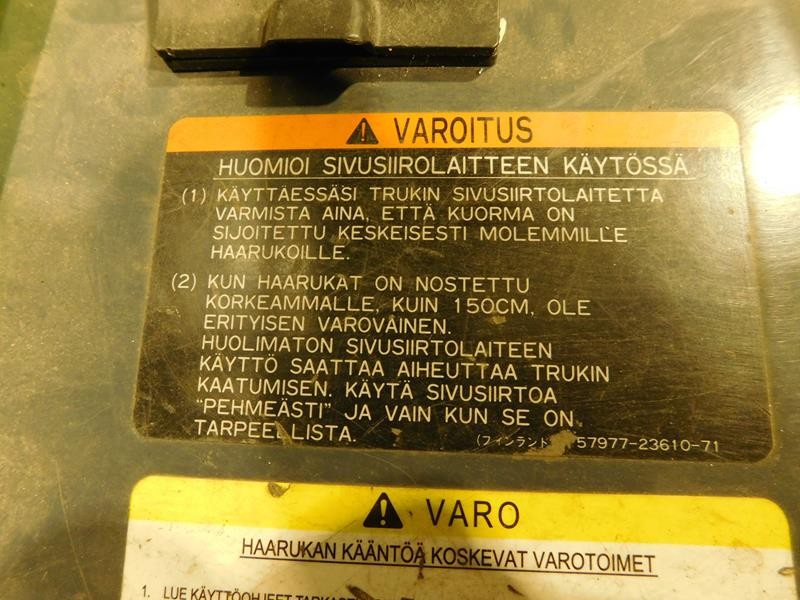 VAROITUS
HUOMIOI SIVUSIIROLAITTEEN KÄYTÖSSÄ
(1) KÄYTTÄESSÄSI TRUKIN SIVUSIIRTOLAITETTA
VARMISTA AINA, ETTÄ KUORMA ON
SIJOITETTU KESKEISESTI MOLEMMILLE
HAARUKOILLE.
(2) KUN HAARUKAT ON NOSTETTU
KORKEAMMALLE, KUIN 150CM, OLE
ERITYISEN VAROVÄINEN.
HUOLIMATON SIVUSIIRTOLAITEEN
KÄYTTÖ SAATTAA AIHEUTTAA TRUKIN
KAATUMISEN. KÄYTÄ SIVUSIIRTOA
"PEHMEÄSTI" JA VAIN KUN SE ON
TARPEELLISTA.
(フィンランド) 57977-23610-71
VARO
HAARUKAN KÄÄNTÖÄ KOSKEVAT VAROTOIMET
1. LUE KÄYTTÖOHJEET